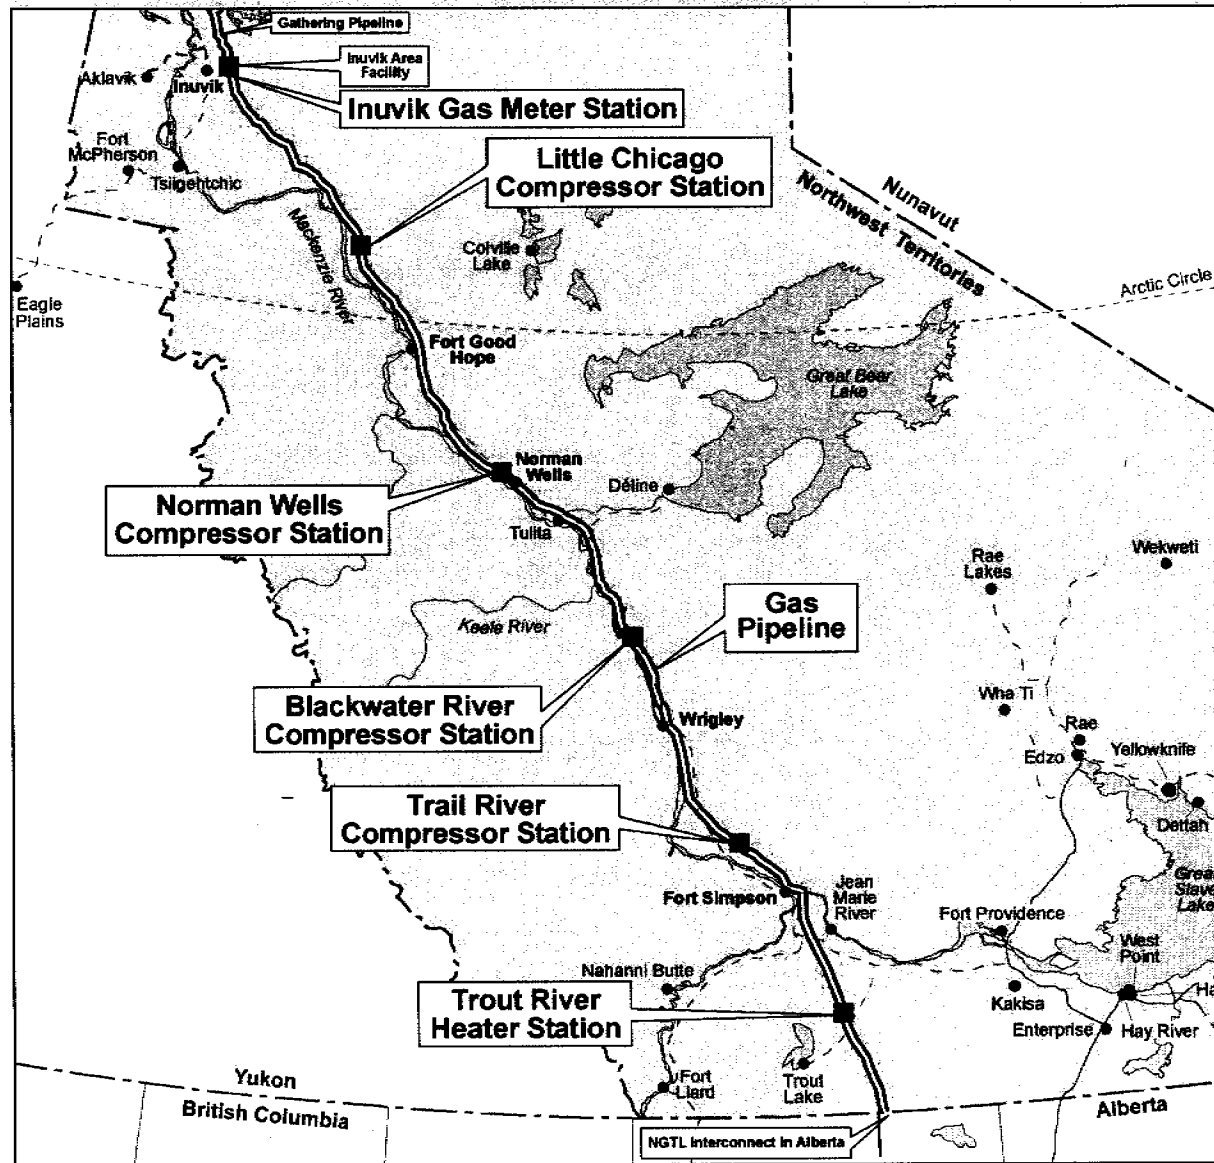 Gathering Pipeline
Inuvik Area
Facility
Aklavik
Inuvik
Inuvik Gas Meter Station
Fort
McPherson
Tsiigehtchic
Little Chicago
Compressor Station
Nunavut
Northwest Territories
Mackenzie River
Colville
Lake
Eagle
Plains
Arctic Circle
Fort Good
Hope
Great Bear
Lake
Norman
Wells
Déline
Norman Wells
Compressor Station
Tulita
Rae
Lakes
Wekweti
Keele River
Gas
Pipeline
Blackwater River
Compressor Station
Wrigley
Wha Ti
Rae
Edzo
Yellowknife
Dettah
Trail River
Compressor Station
Great
Slave
Lake
Fort Simpson
Jean
Marie
River
Fort Providence
West
Point
Nahanni Butte
Kakisa
Ha
Trout River
Heater Station
Enterprise
Hay River
Fort
Liard
Trout
Lake
Yukon
British Columbia
Alberta
NGTL Interconnect in Alberta